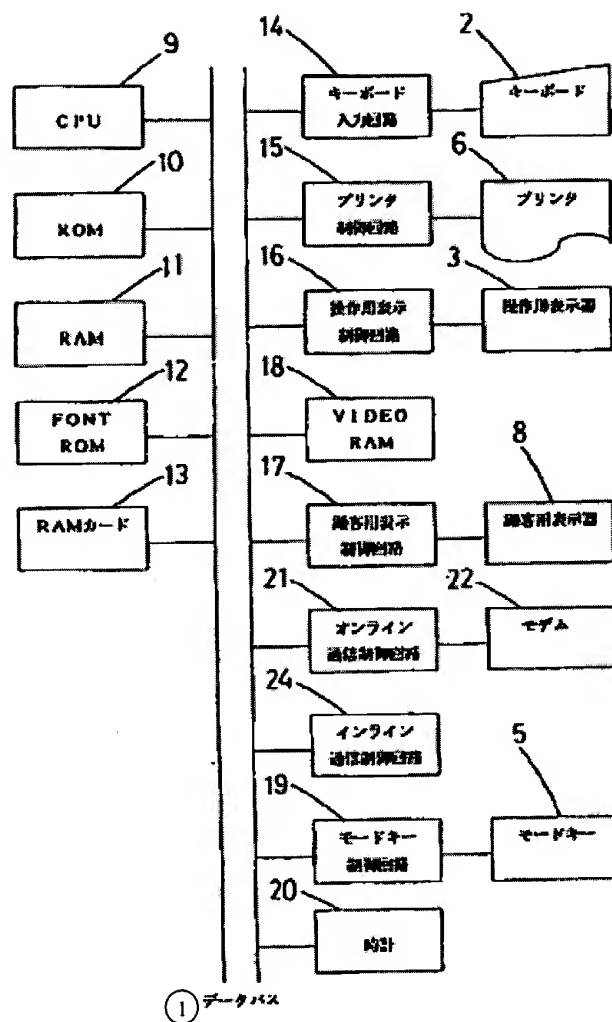 9
CPU
10
ROM
11
RAM
12
FONT
ROM
13
RAMカード
14
キーボード
入力回路
2
キーボード
15
プリンタ
制御回路
6
プリンタ
16
操作用表示
制御回路
3
操作用表示器
18
VIDEO
RAM
17
顧客用表示
制御回路
8
顧客用表示器
21
オンライン
通信制御回路
22
モデム
24
インライン
通信制御回路
19
モードキー
制御回路
5
モードキー
20
時計
1 データバス